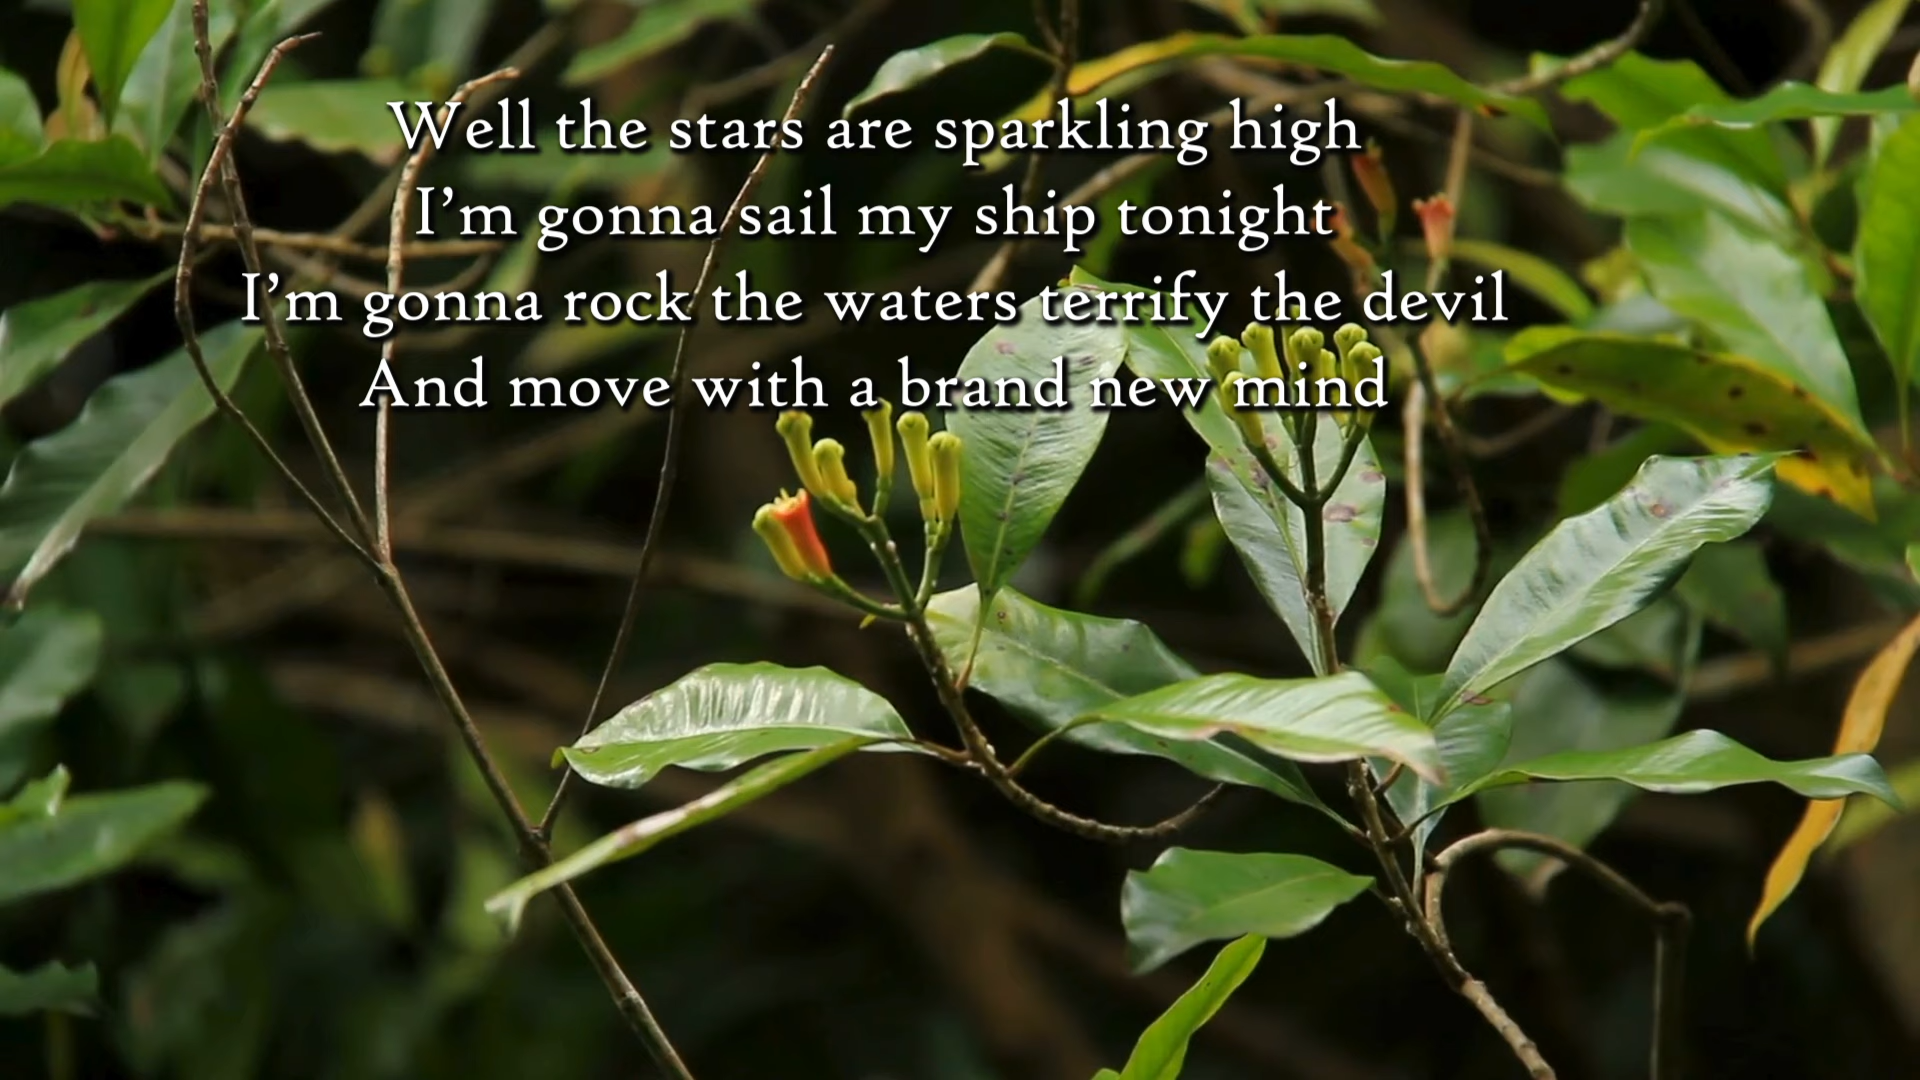 Well the stars are sparkling high
I’m gonna sail my ship tonight
I’m gonna rock the waters terrify the devil
And move with a brand new mind